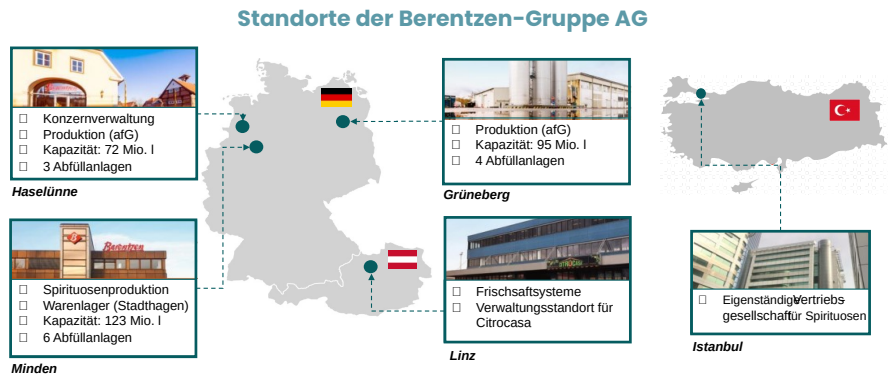 Standorte der Berentzen-Gruppe AG
Konzernverwaltung
Produktion (afG)
Kapazität: 72 Mio. l
3 Abfüllanlagen
Haselünne
Berentzen
Spirituosenproduktion
Warenlager (Stadthagen)
Kapazität: 123 Mio. l
6 Abfüllanlagen
Minden
Produktion (afG)
Kapazität: 95 Mio. l
4 Abfüllanlagen
Grüneberg
Frischsaftsysteme
Verwaltungsstandort für
Citrocasa
Linz
Eigenständige Vertriebs-
gesellschaft für Spirituosen
Istanbul